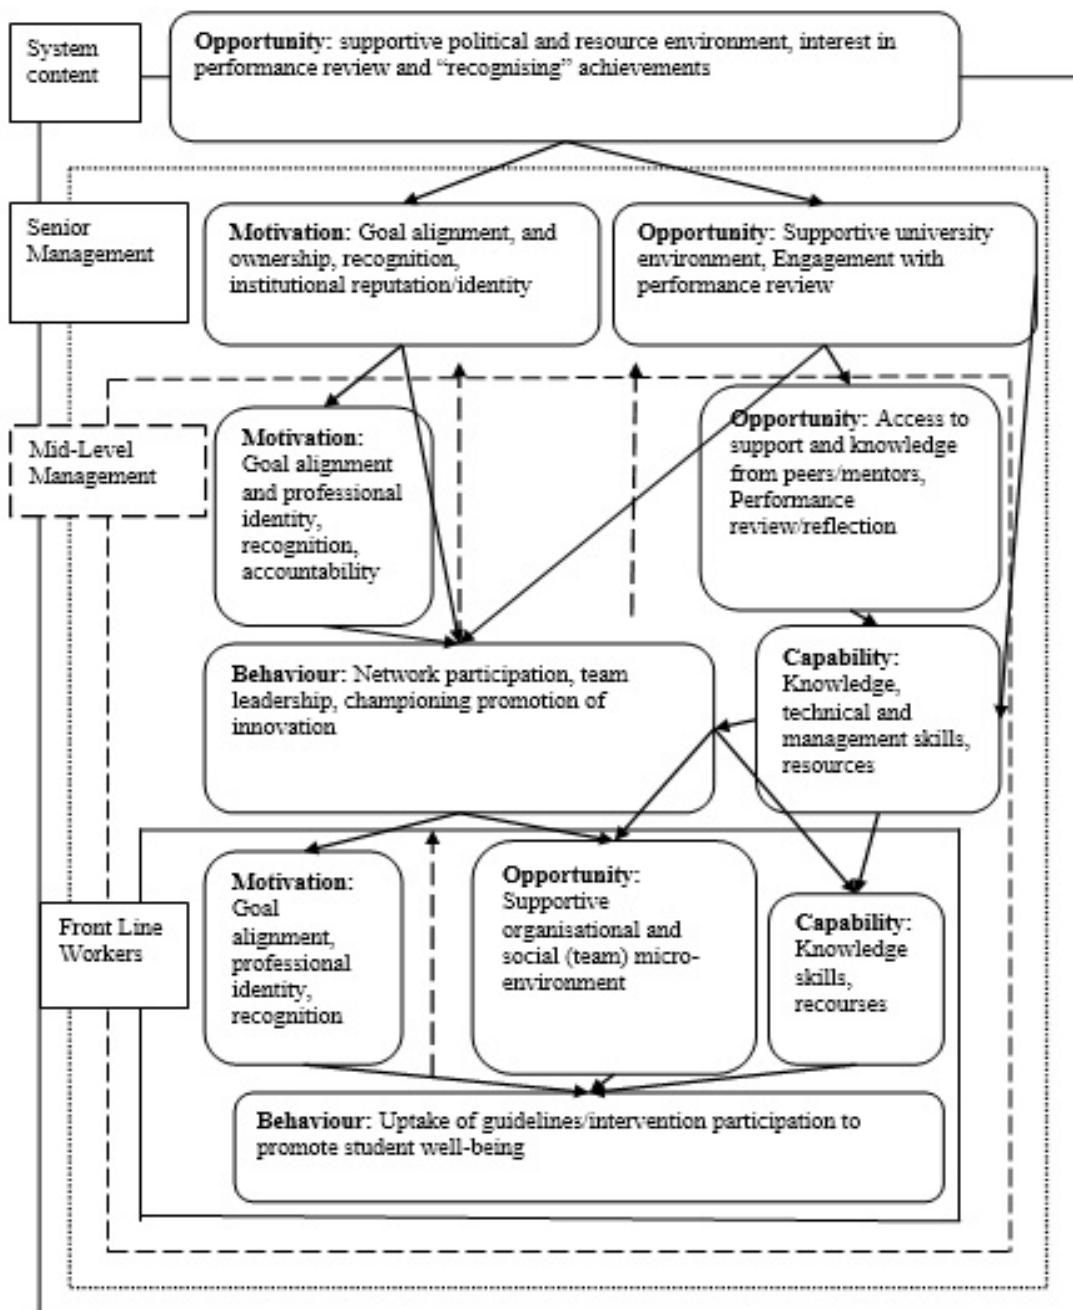 System
content
Opportunity: supportive political and resource environment, interest in
performance review and “recognising” achievements
Senior
Management
Motivation: Goal alignment, and
ownership, recognition,
institutional reputation/identity
Opportunity: Supportive university
environment, Engagement with
performance review
Mid-Level
Management
Motivation:
Goal alignment
and professional
identity,
recognition,
accountability
Opportunity: Access to
support and knowledge
from peers/mentors,
Performance
review/reflection
Behaviour: Network participation, team
leadership, championing promotion of
innovation
Capability:
Knowledge,
technical and
management skills,
resources
Front Line
Workers
Motivation:
Goal
alignment,
professional
identity,
recognition
Opportunity:
Supportive
organisational and
social (team) micro-
environment
Capability:
Knowledge
skills,
recourses
Behaviour: Uptake of guidelines/intervention participation to
promote student well-being